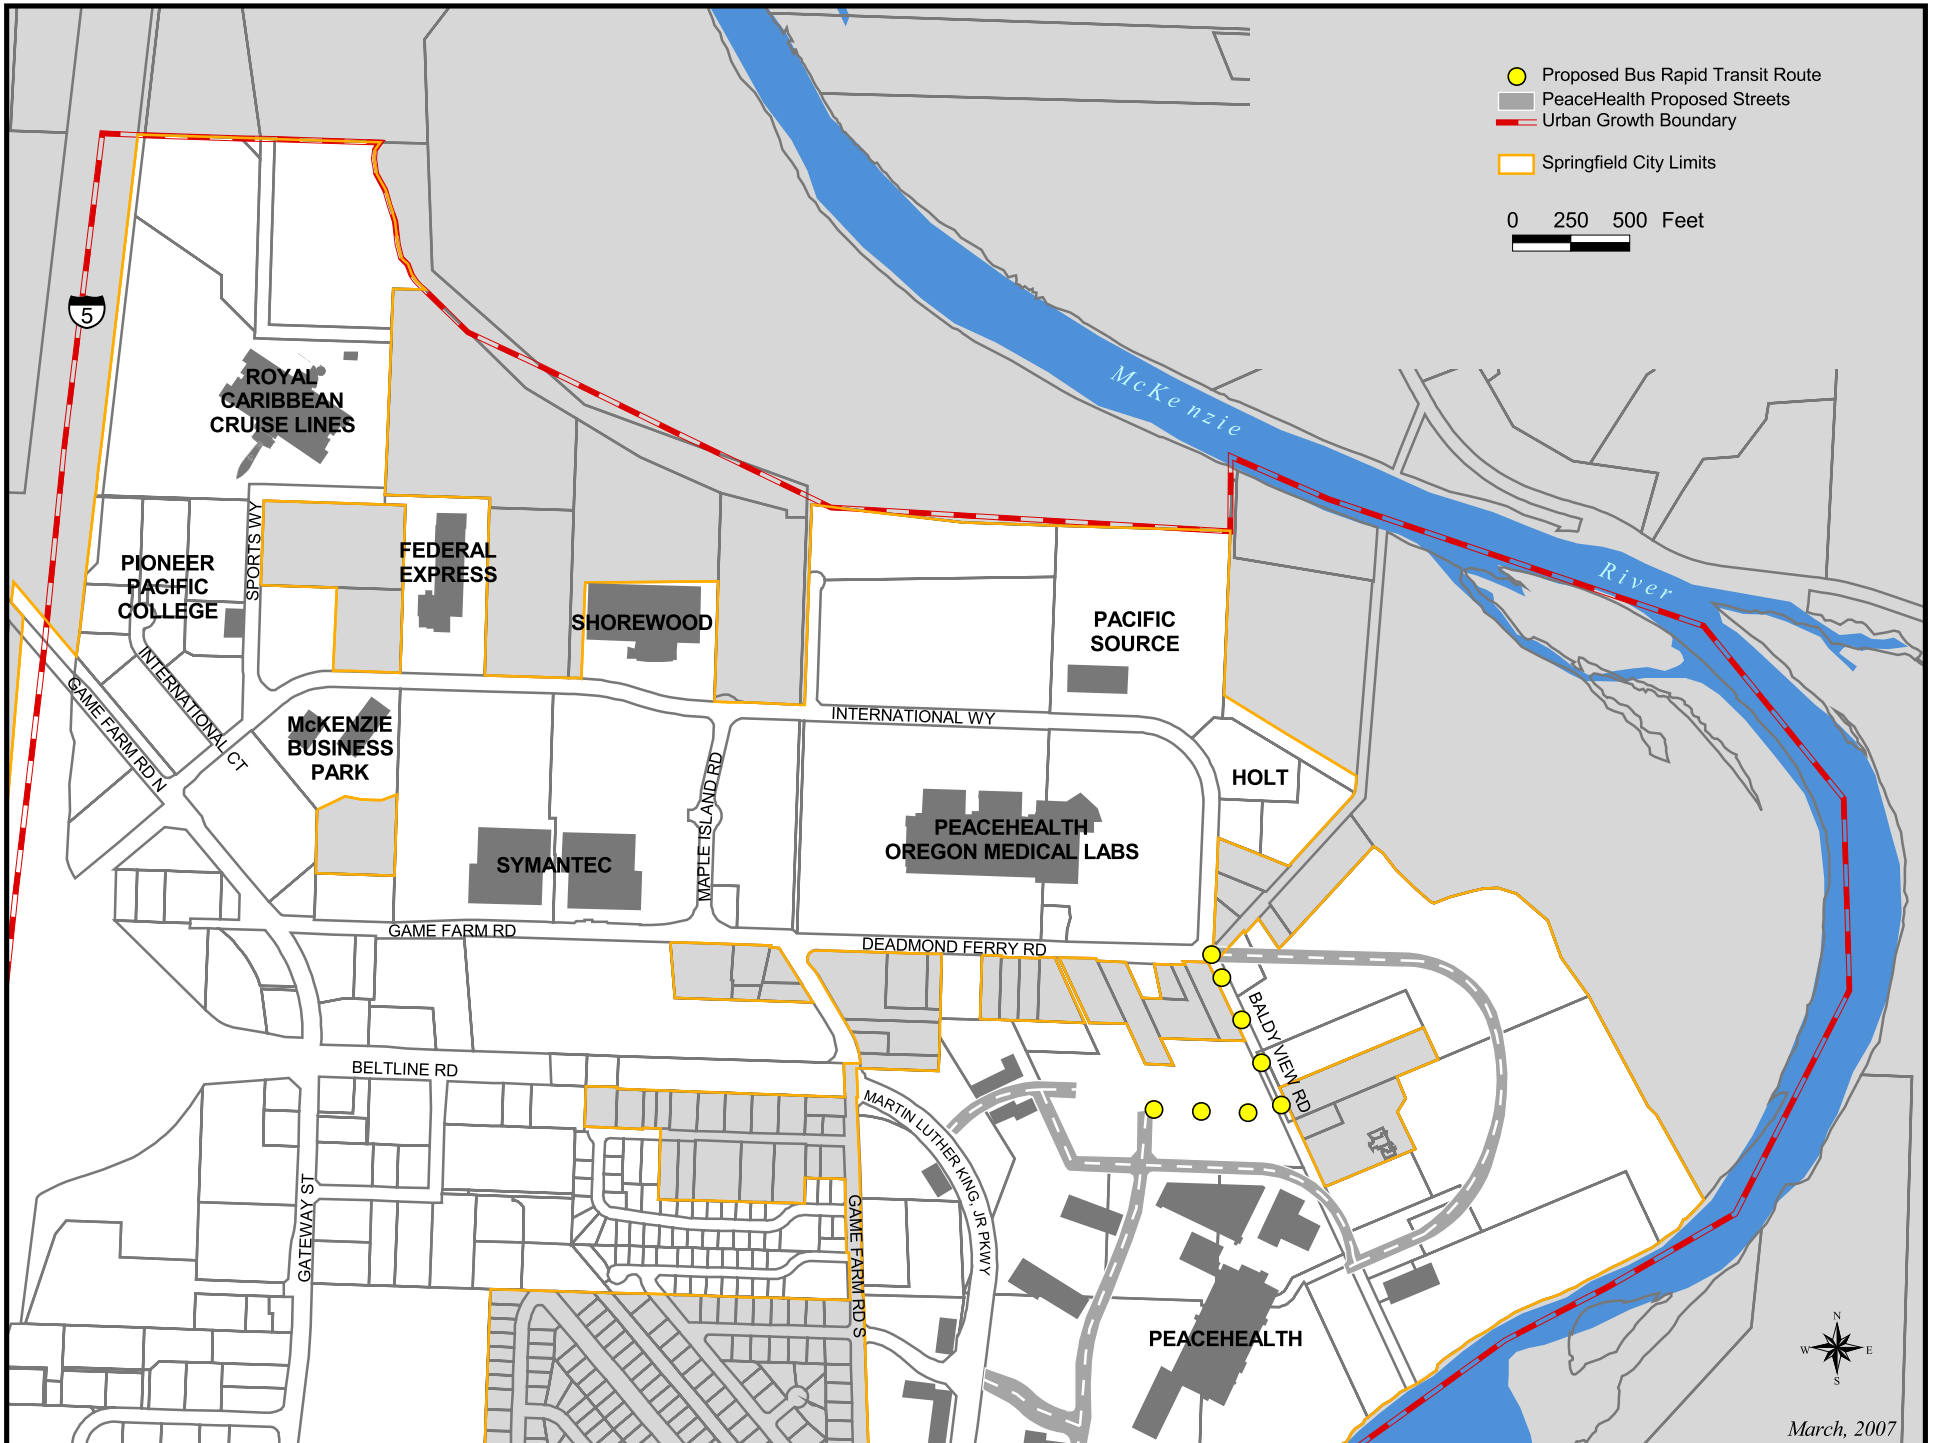 Proposed Bus Rapid Transit Route
PeaceHealth Proposed Streets
Urban Growth Boundary
Springfield City Limits
0 250 500 Feet
5
McKenzie
River
ROYAL
CARIBBEAN
CRUISE LINES
SPORTS WY
PIONEER
PACIFIC
COLLEGE
FEDERAL
EXPRESS
SHOREWOOD
PACIFIC
SOURCE
INTERNATIONAL CT
GAME FARM RD N
McKENZIE
BUSINESS
PARK
INTERNATIONAL WY
HOLT
MAPLE ISLAND RD
SYMANTEC
PEACEHEALTH
OREGON MEDICAL LABS
GAME FARM RD
DEADMOND FERRY RD
BALDY VIEW RD
BELTLINE RD
MARTIN LUTHER KING, JR PKWY
GATEWAY ST
GAME FARM RD S
PEACEHEALTH
N
W E
S
March, 2007